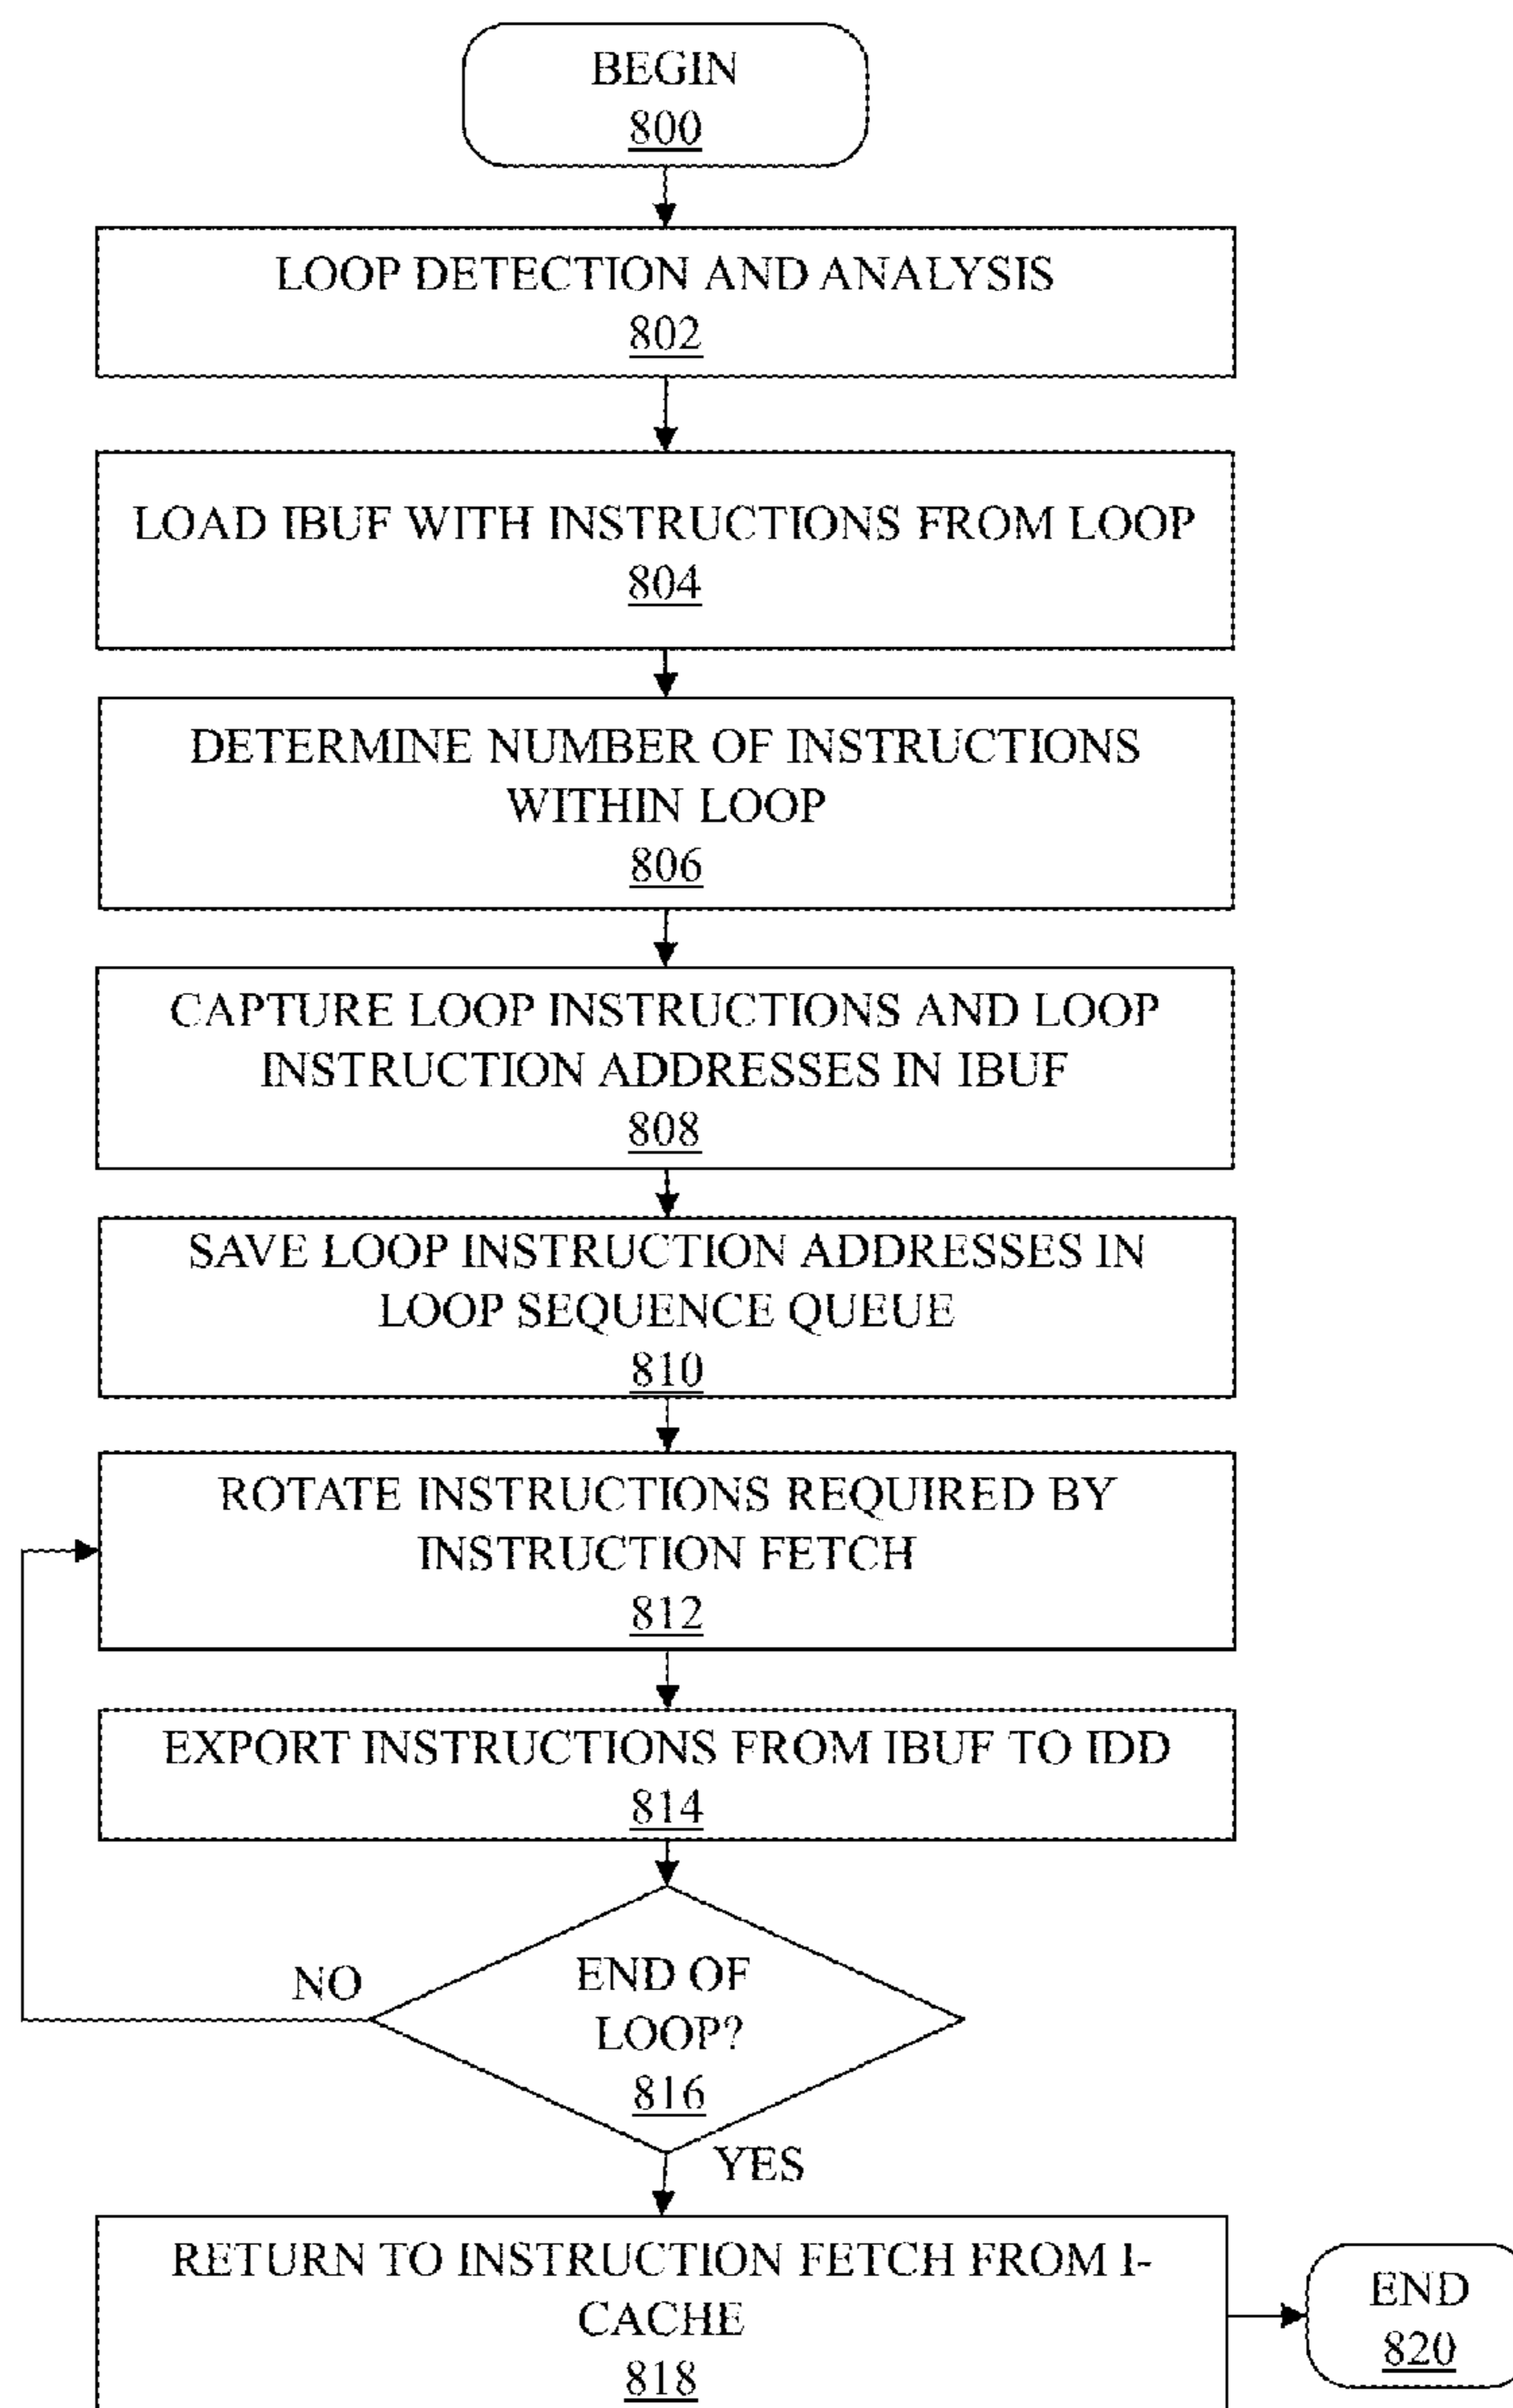 BEGIN
800
LOOP DETECTION AND ANALYSIS
802
LOAD IBUF WITH INSTRUCTIONS FROM LOOP
804
DETERMINE NUMBER OF INSTRUCTIONS
WITHIN LOOP
806
CAPTURE LOOP INSTRUCTIONS AND LOOP
INSTRUCTION ADDRESSES IN IBUF
808
SAVE LOOP INSTRUCTION ADDRESSES IN
LOOP SEQUENCE QUEUE
810
ROTATE INSTRUCTIONS REQUIRED BY
INSTRUCTION FETCH
812
EXPORT INSTRUCTIONS FROM IBUF TO IDD
814
NO
END OF
LOOP?
816
YES
RETURN TO INSTRUCTION FETCH FROM I-
CACHE
818
END
820